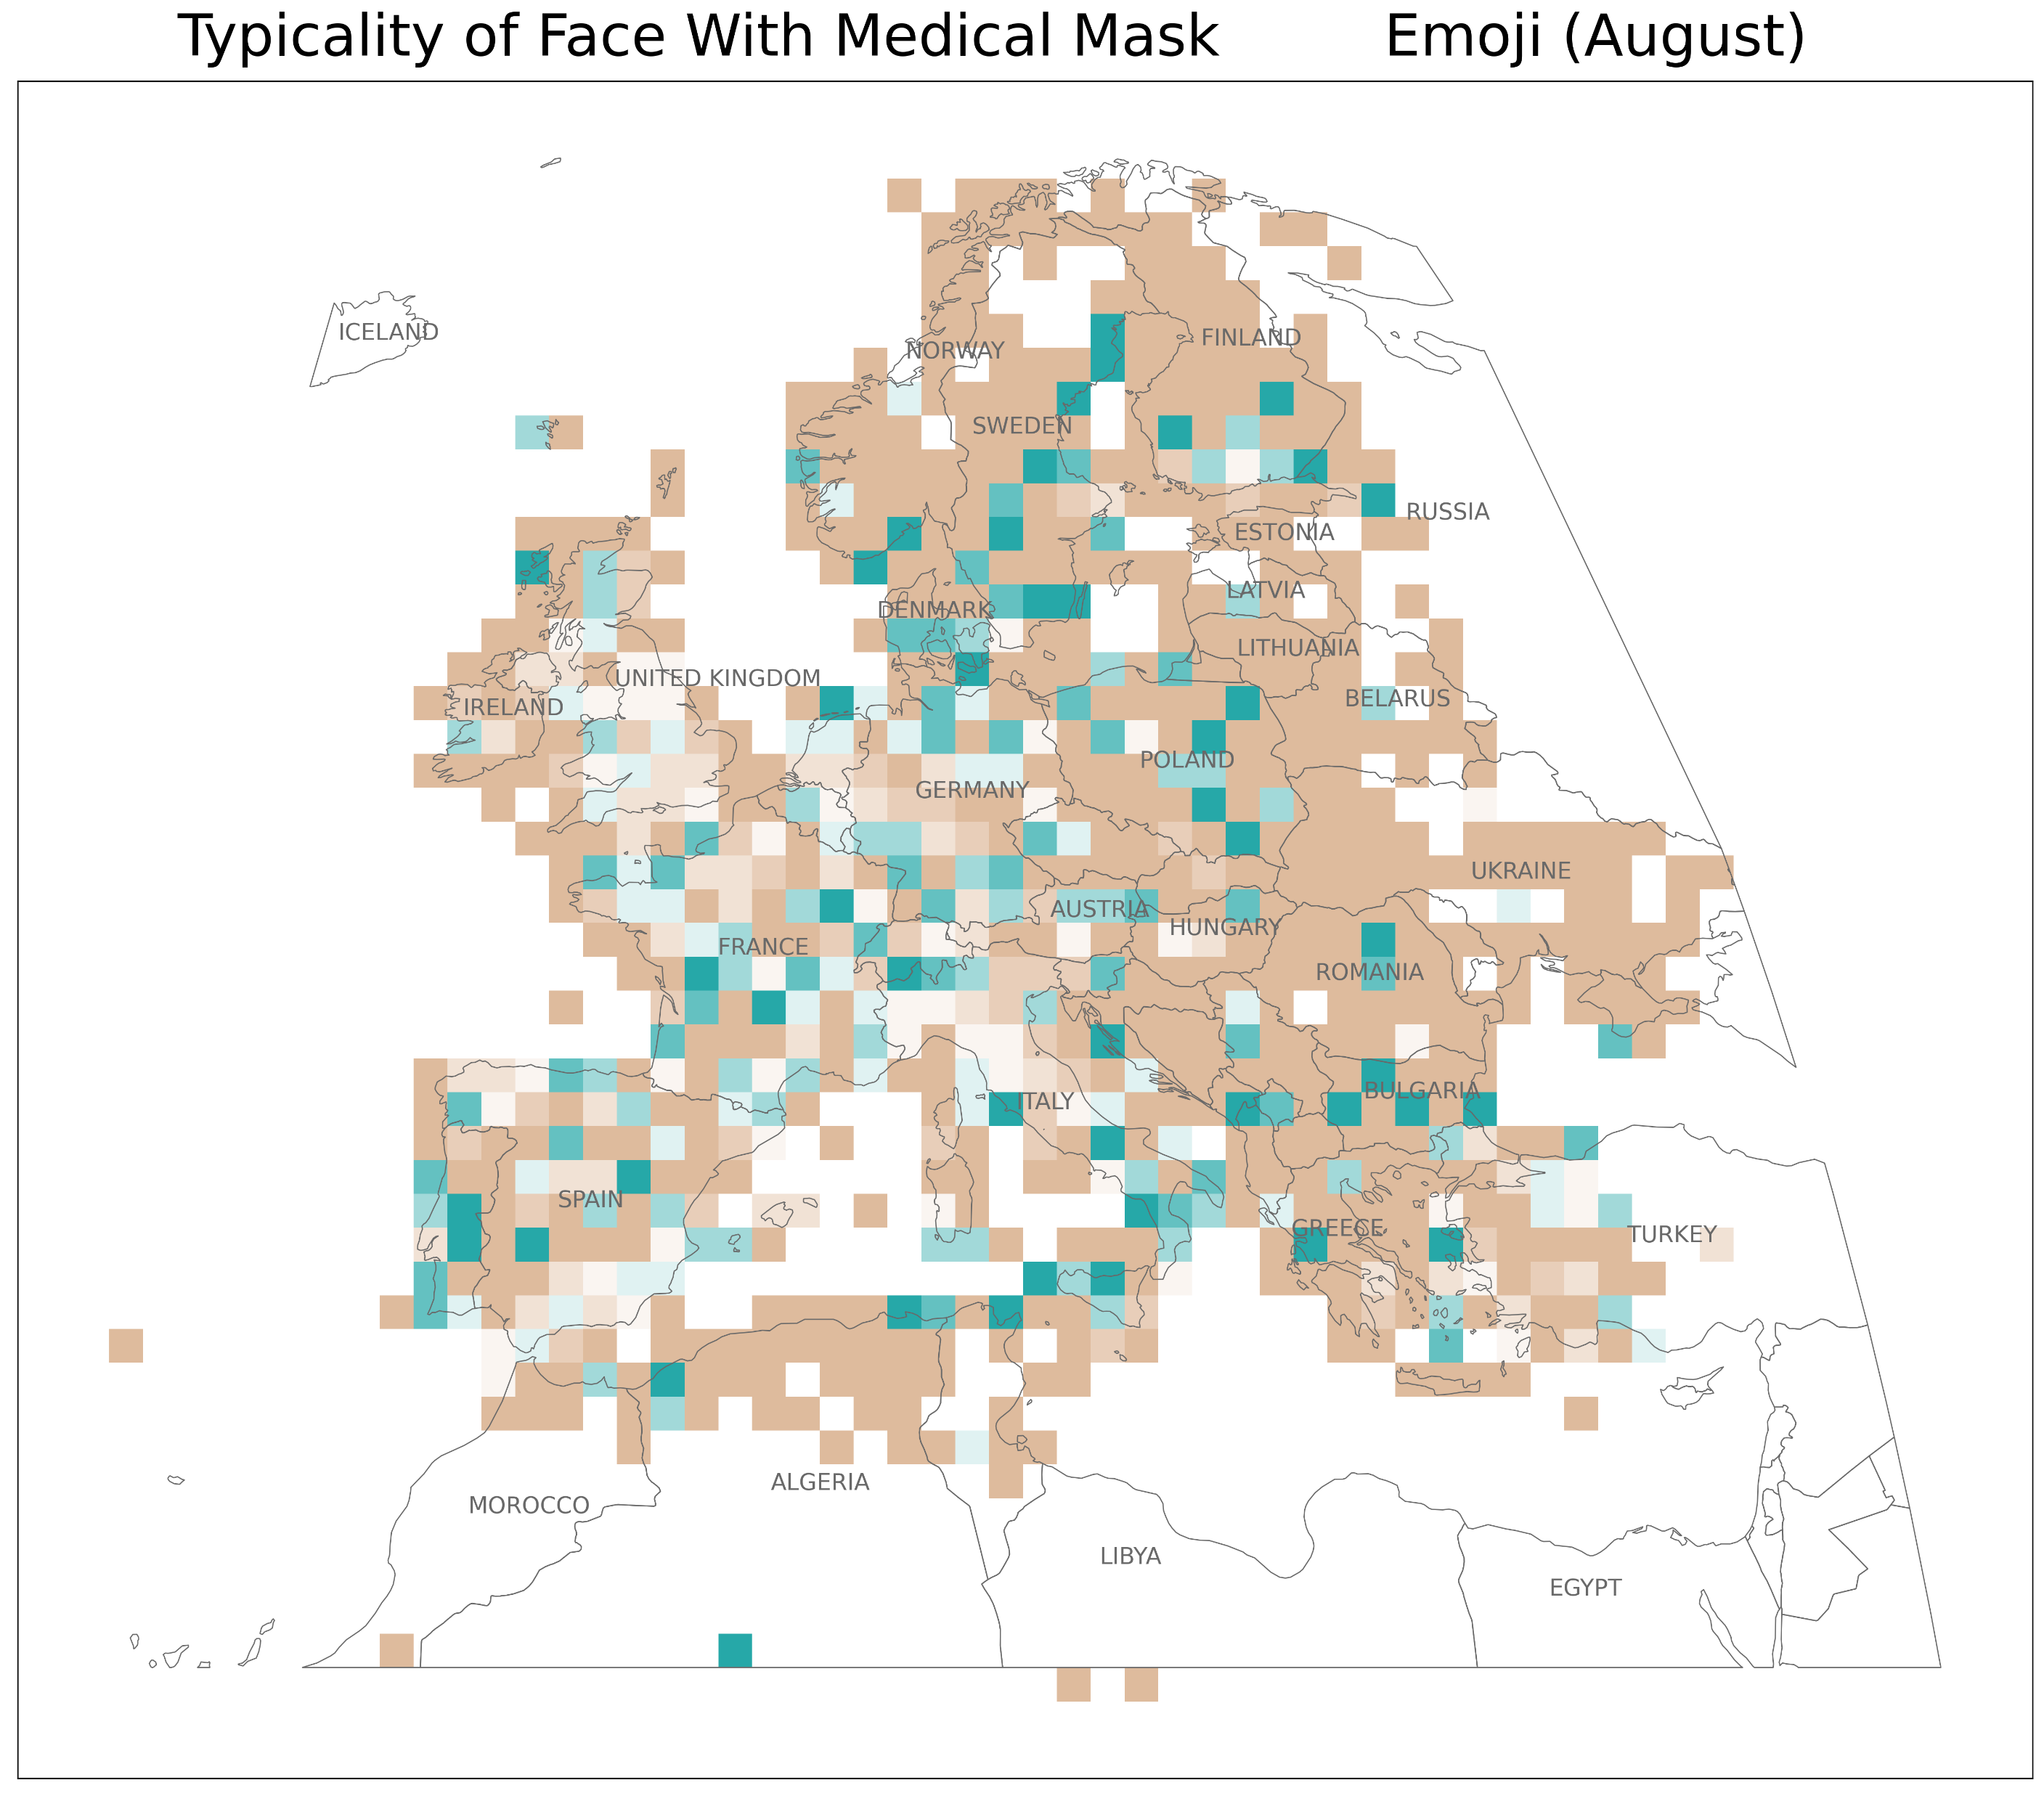 Typicality of Face With Medical Mask Emoji (August)
ICELAND
FINLAND
NORWAY
SWEDEN
RUSSIA
ESTONIA
LATVIA
DENMARK
LITHUANIA
UNITED KINGDOM
BELARUS
IRELAND
POLAND
GERMANY
UKRAINE
AUSTRIA
HUNGARY
FRANCE
ROMANIA
BULGARIA
ITALY
SPAIN
GREECE
TURKEY
ALGERIA
MOROCCO
LIBYA
EGYPT